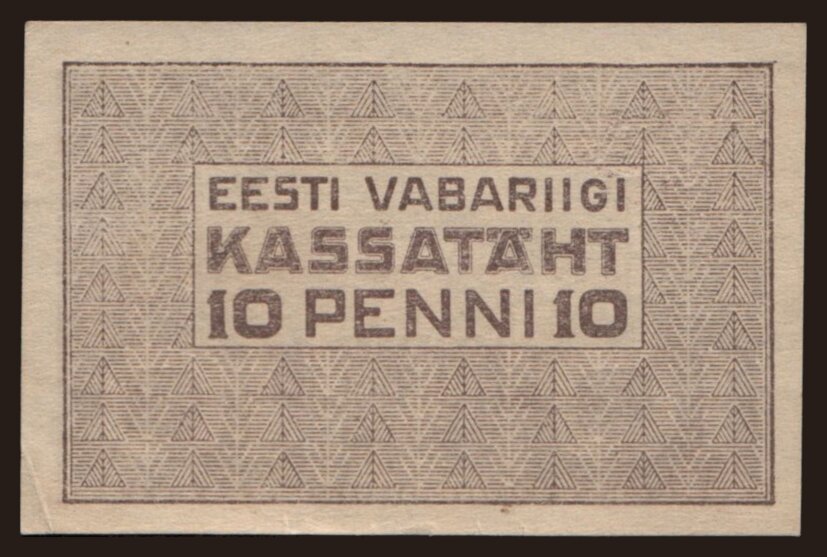 EESTI VABARIIGI
KASSATÄHT
10 PENNI 10